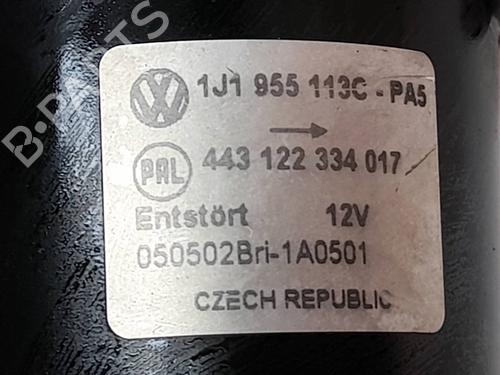 1J1 955 113C - PA5
PAL 443 122 334 017
Entstört 12V
050502Bri-1A0501
CZECH REPUBLIC
B-PARTS